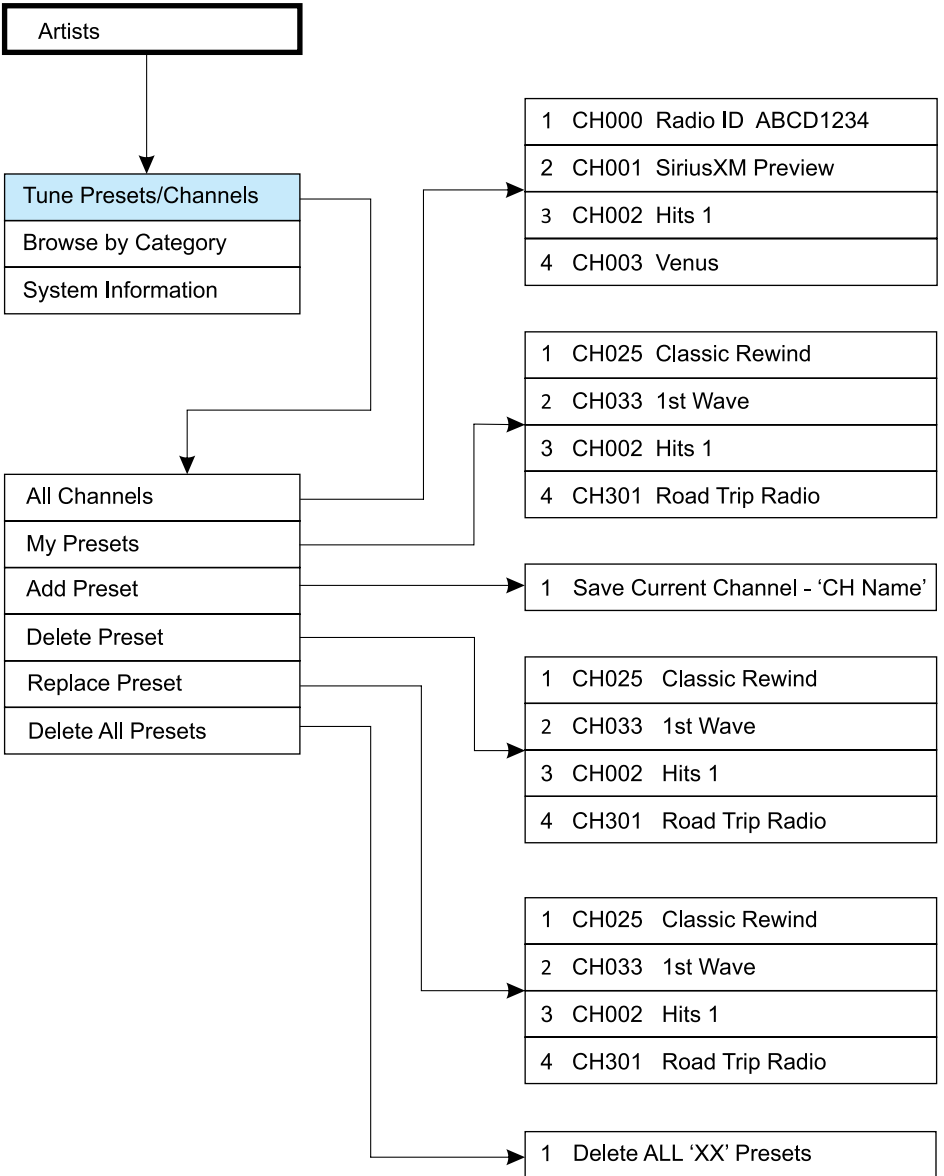 Artists
Tune Presets/Channels
Browse by Category
System Information
All Channels
My Presets
Add Preset
Delete Preset
Replace Preset
Delete All Presets
1 CH000 Radio ID ABCD1234
2 CH001 SiriusXM Preview
3 CH002 Hits 1
4 CH003 Venus
1 CH025 Classic Rewind
2 CH033 1st Wave
3 CH002 Hits 1
4 CH301 Road Trip Radio
1 Save Current Channel - ‘CH Name’
1 CH025 Classic Rewind
2 CH033 1st Wave
3 CH002 Hits 1
4 CH301 Road Trip Radio
1 CH025 Classic Rewind
2 CH033 1st Wave
3 CH002 Hits 1
4 CH301 Road Trip Radio
1 Delete ALL ‘XX’ Presets